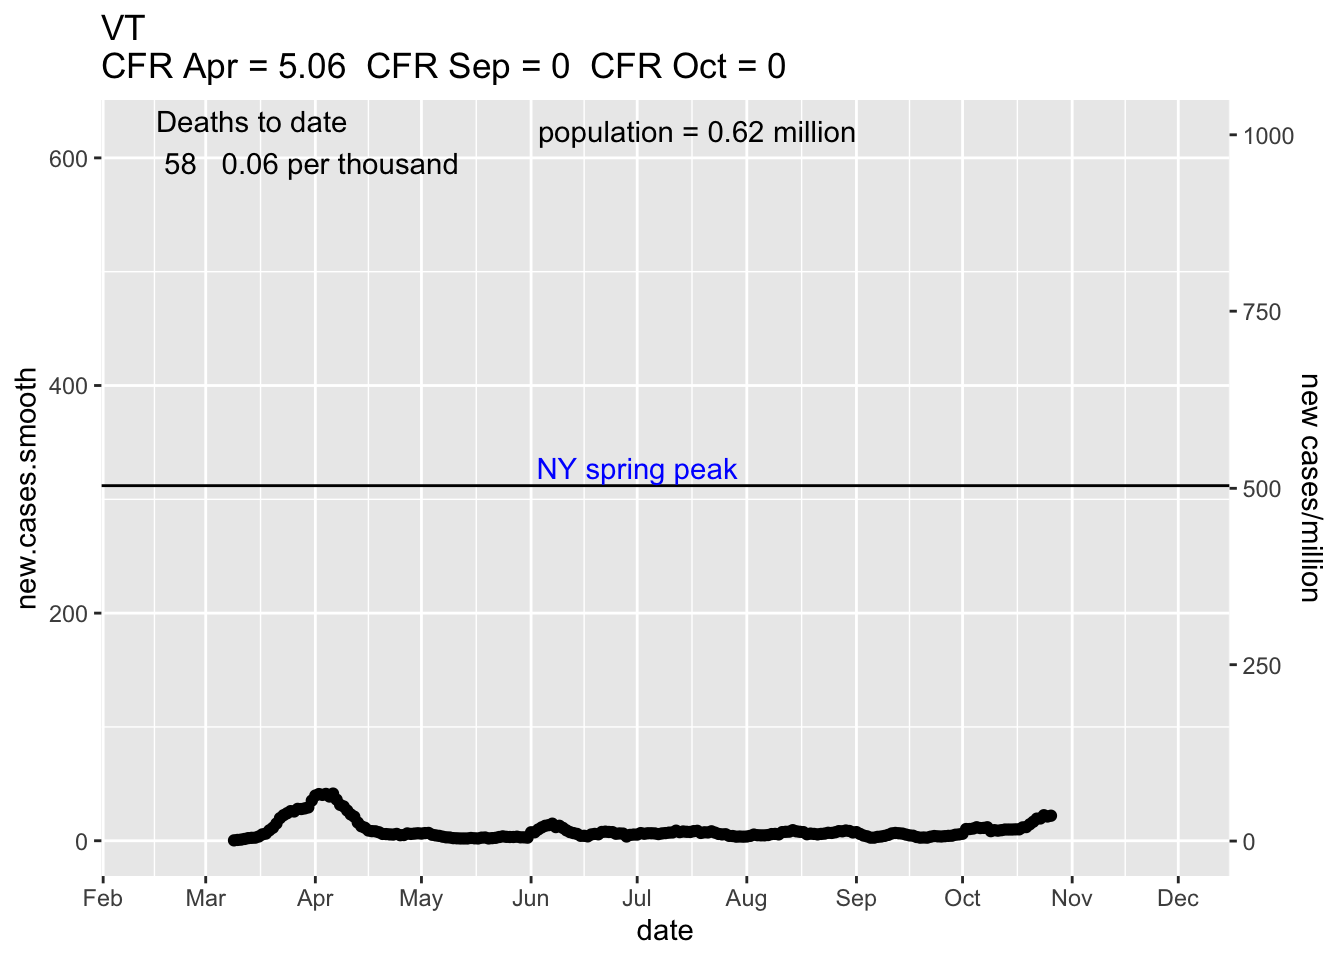 VT
CFR Apr = 5.06  CFR Sep = 0  CFR Oct = 0
Deaths to date
58   0.06 per thousand
population = 0.62 million
NY spring peak
new.cases.smooth
600
400
200
0
1000
750
500
250
0
new cases/million
Feb Mar Apr May Jun Jul Aug Sep Oct Nov Dec
date